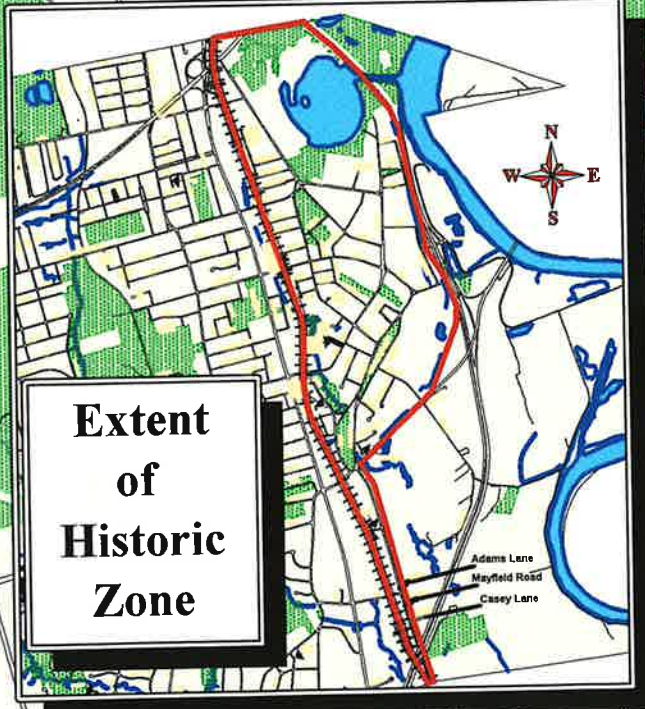 N
W E
S
Extent
of
Historic
Zone
Adams Lane
Mayfield Road
Casey Lane